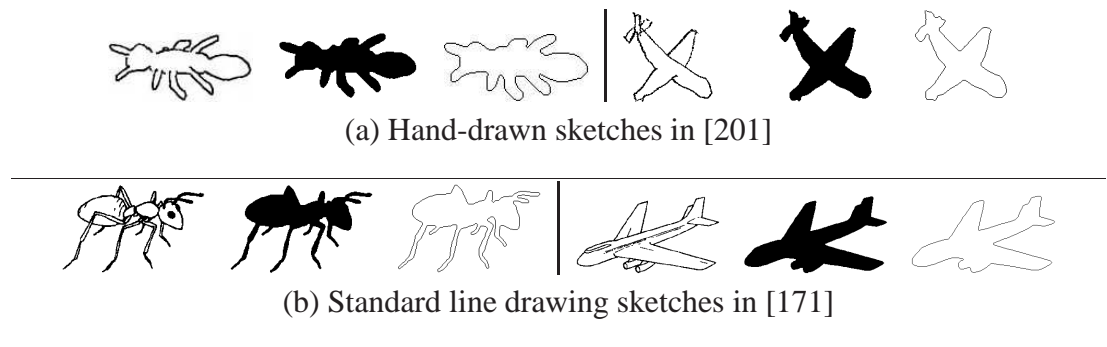 (a) Hand-drawn sketches in [201]
(b) Standard line drawing sketches in [171]